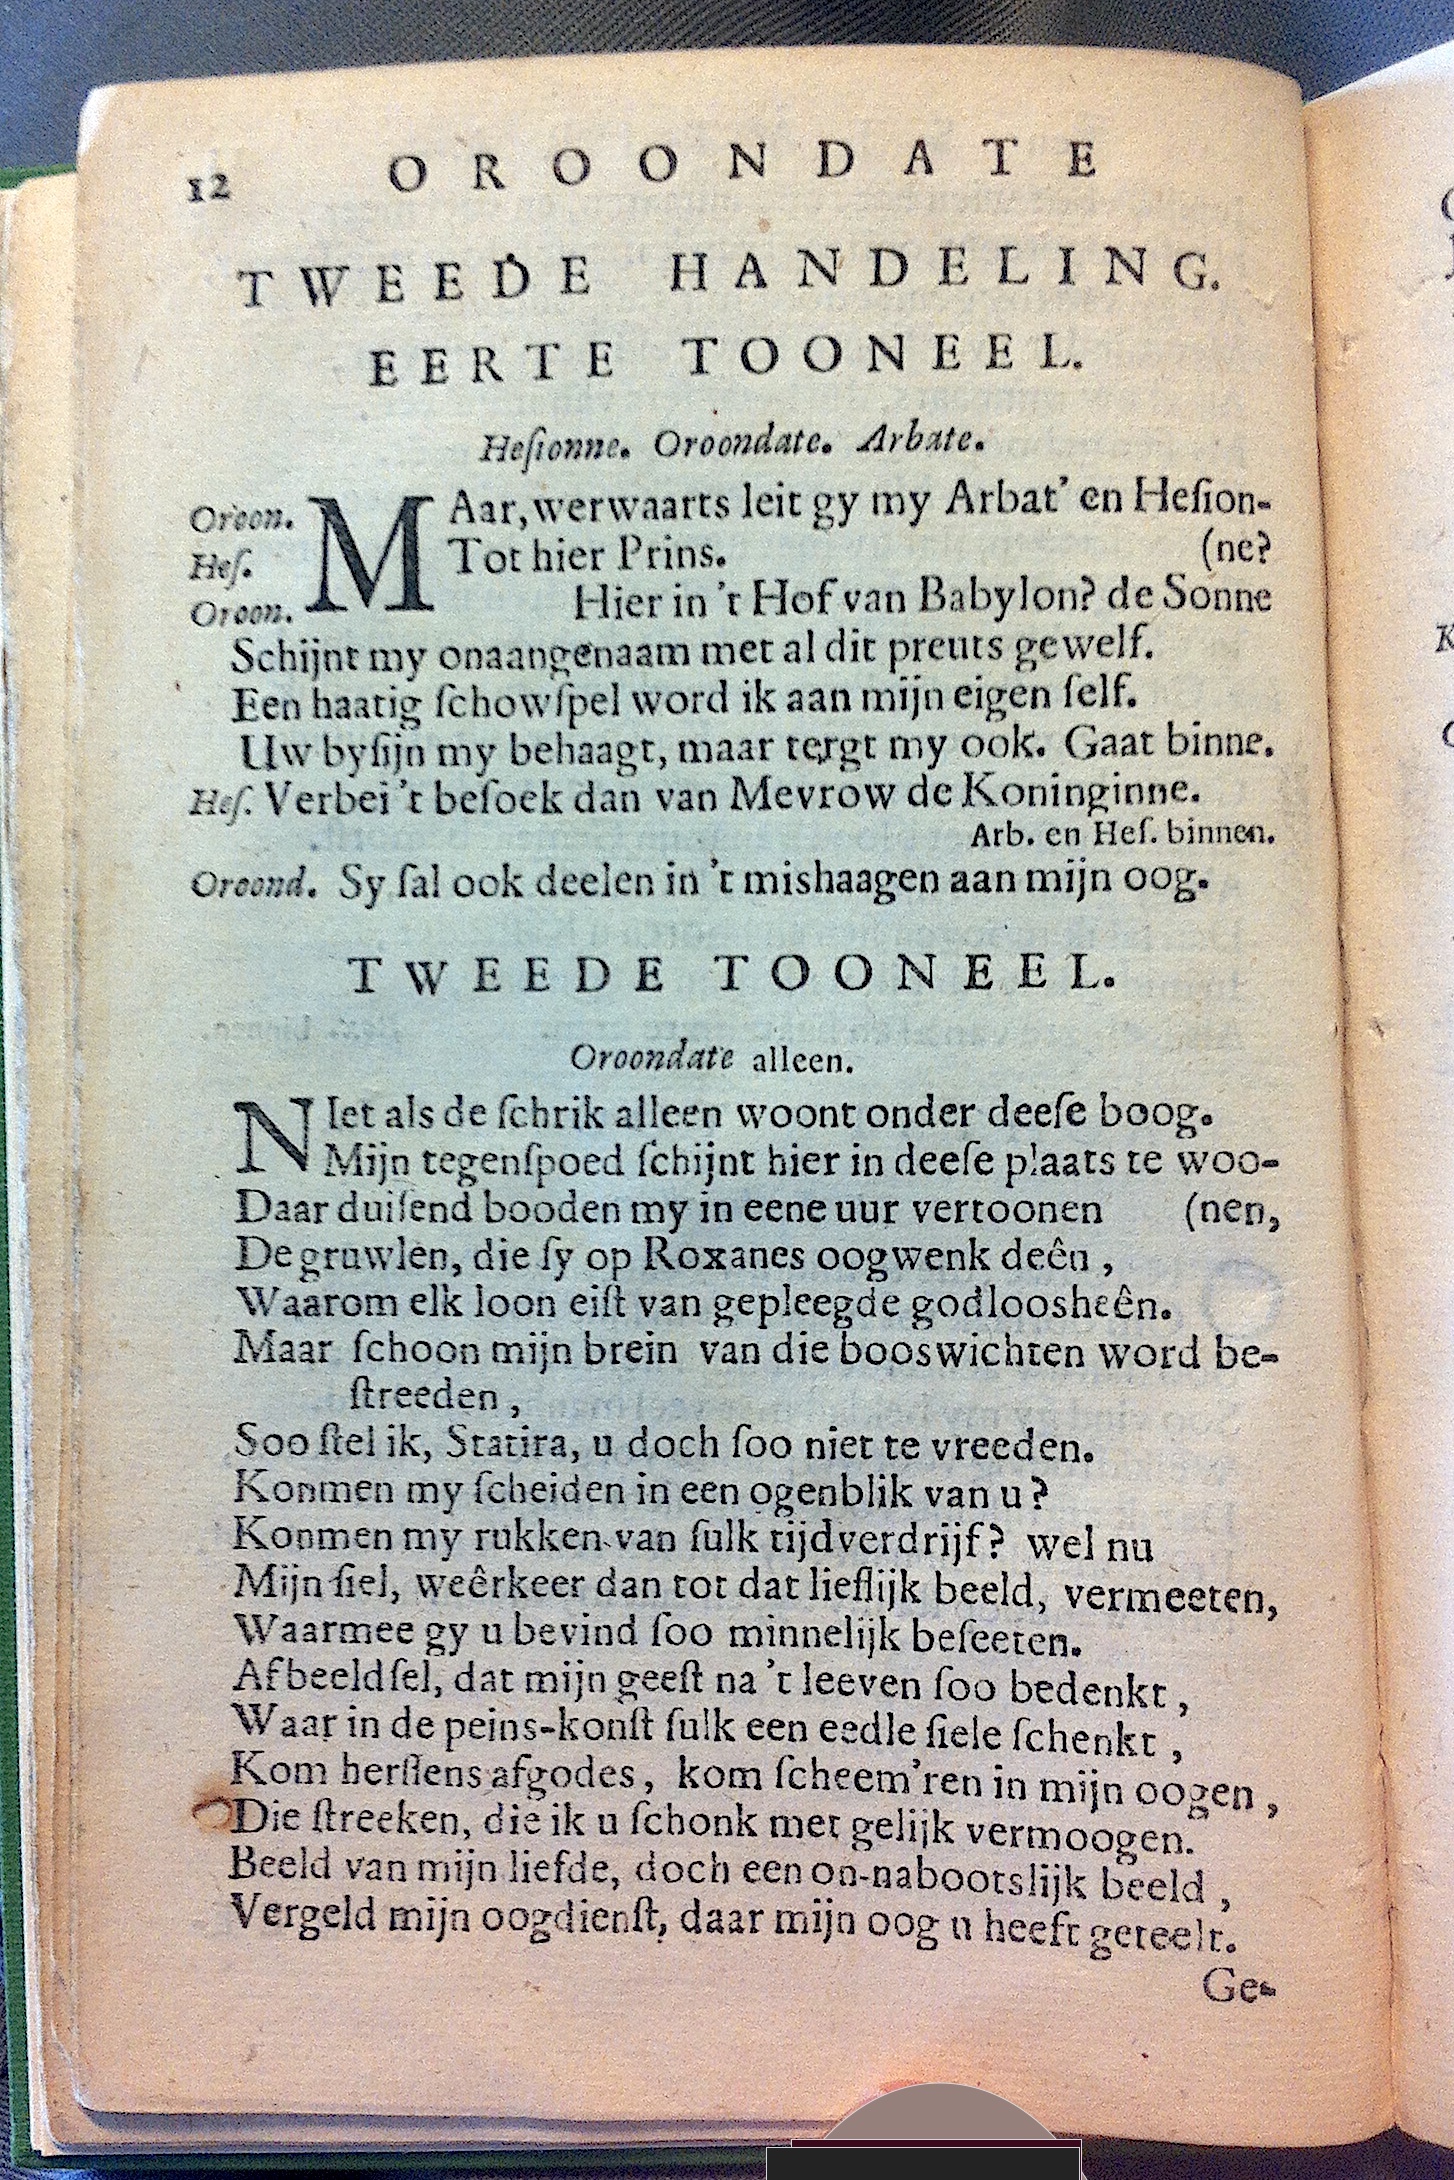 12 OROONDATE
TWEEDE HANDELING.
EERTE TOONEEL.
Heſionne. Oroondate. Arbate.
Oroon. MAar, werwaarts leit gy my Arbat' en Heſion-
Heſ. Tot hier Prins. (ne?
Oroon. Hier in 't Hof van Babylon? de Sonne
Schijnt my onaangenaam met al dit preuts gewelf.
Een haatig ſchowſpel word ik aan mijn eigen ſelf.
Uw byſijn my behaagt, maar tergt my ook. Gaat binne.
Heſ. Verbei 't beſoek dan van Mevrow de Koninginne.
Arb. en Heſ. binnen.
Oroond. Sy ſal ook deelen in 't mishaagen aan mijn oog.
TWEEDE TOONEEL.
Oroondate alleen.
NIet als de ſchrik alleen woont onder deeſe boog.
Mijn tegenſpoed ſchijnt hier in deeſe plaats te woo-
Daar duiſend booden my in eene uur vertoonen (nen,
De gruwlen, die ſy op Roxanes oogwenk deên,
Waarom elk loon eiſt van gepleegde godloosheên.
Maar ſchoon mijn brein van die booswichten word be-
ſtreeden,
Soo ſtel ik, Statira, u doch ſoo niet te vreeden.
Konmen my ſcheiden in een ogenblik van u?
Konmen my rukken van ſulk tijdverdrijf? wel nu
Mijn ſiel, weêrkeer dan tot dat lieflijk beeld, vermeeten,
Waarmee gy u bevind ſoo minnelijk beſeeten.
Afbeeldſel, dat mijn geeſt na 't leeven ſoo bedenkt,
Waar in de peins-konſt ſulk een eedle ſiele ſchenkt,
Kom herſſens afgodes, kom ſcheem'ren in mijn oogen,
Die ſtreeken, die ik u ſchonk met gelijk vermoogen.
Beeld van mijn liefde, doch een on-nabootslijk beeld,
Vergeld mijn oogdienſt, daar mijn oog u heeft geteelt.
Ge-